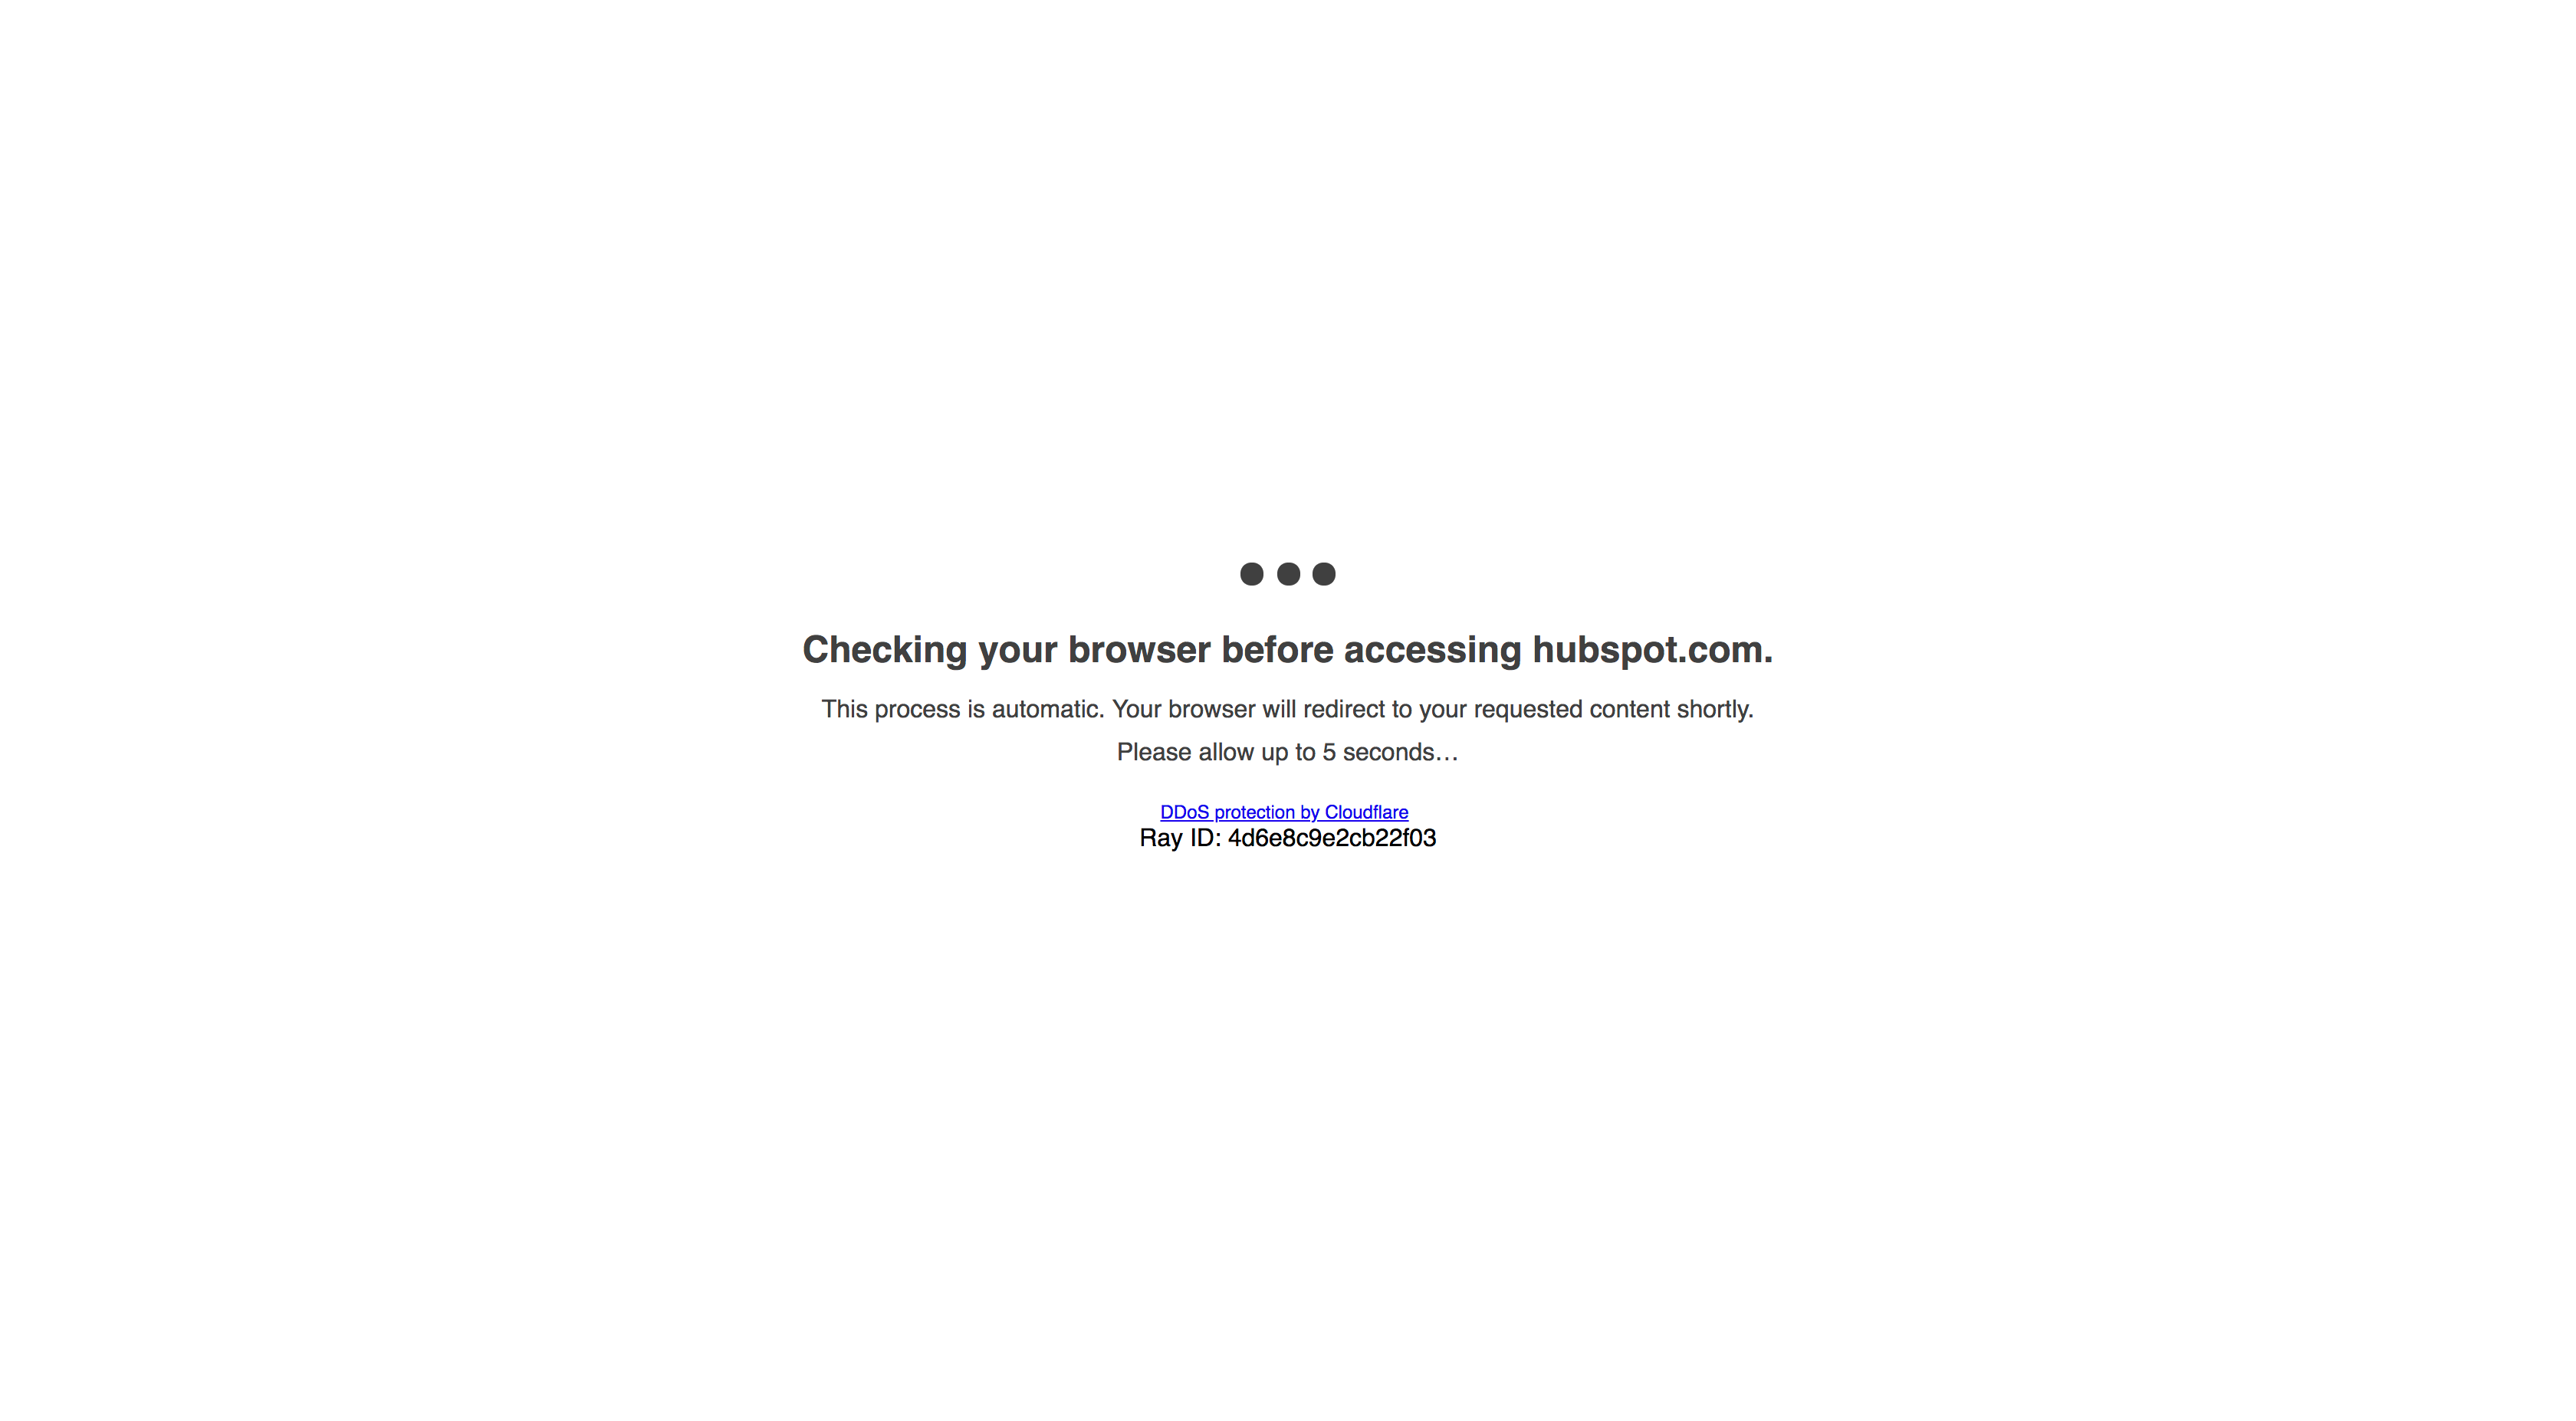 Checking your browser before accessing hubspot.com.
This process is automatic. Your browser will redirect to your requested content shortly.
Please allow up to 5 seconds…
DDoS protection by Cloudflare
Ray ID: 4d6e8c9e2cb22f03